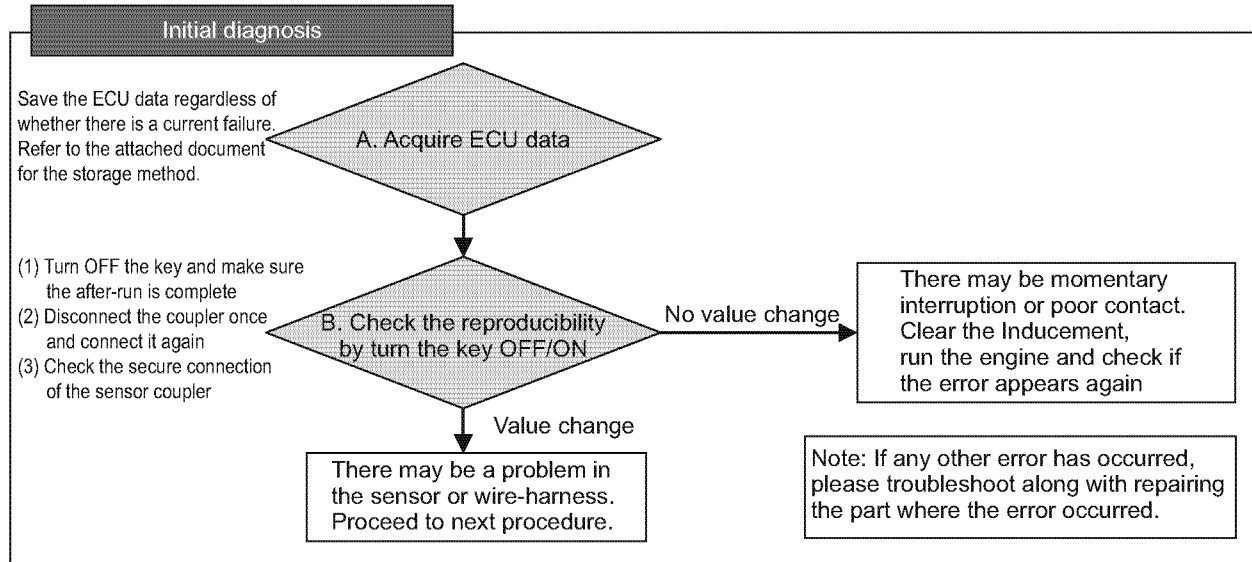 Initial diagnosis
Save the ECU data regardless of
whether there is a current failure.
Refer to the attached document
for the storage method.
A. Acquire ECU data
(1) Turn OFF the key and make sure
the after-run is complete
(2) Disconnect the coupler once
and connect it again
(3) Check the secure connection
of the sensor coupler
B. Check the reproducibility
by turn the key OFF/ON
No value change
There may be momentary
interruption or poor contact.
Clear the Inducement,
run the engine and check if
the error appears again
Value change
There may be a problem in
the sensor or wire-harness.
Proceed to next procedure.
Note: If any other error has occurred,
please troubleshoot along with repairing
the part where the error occurred.